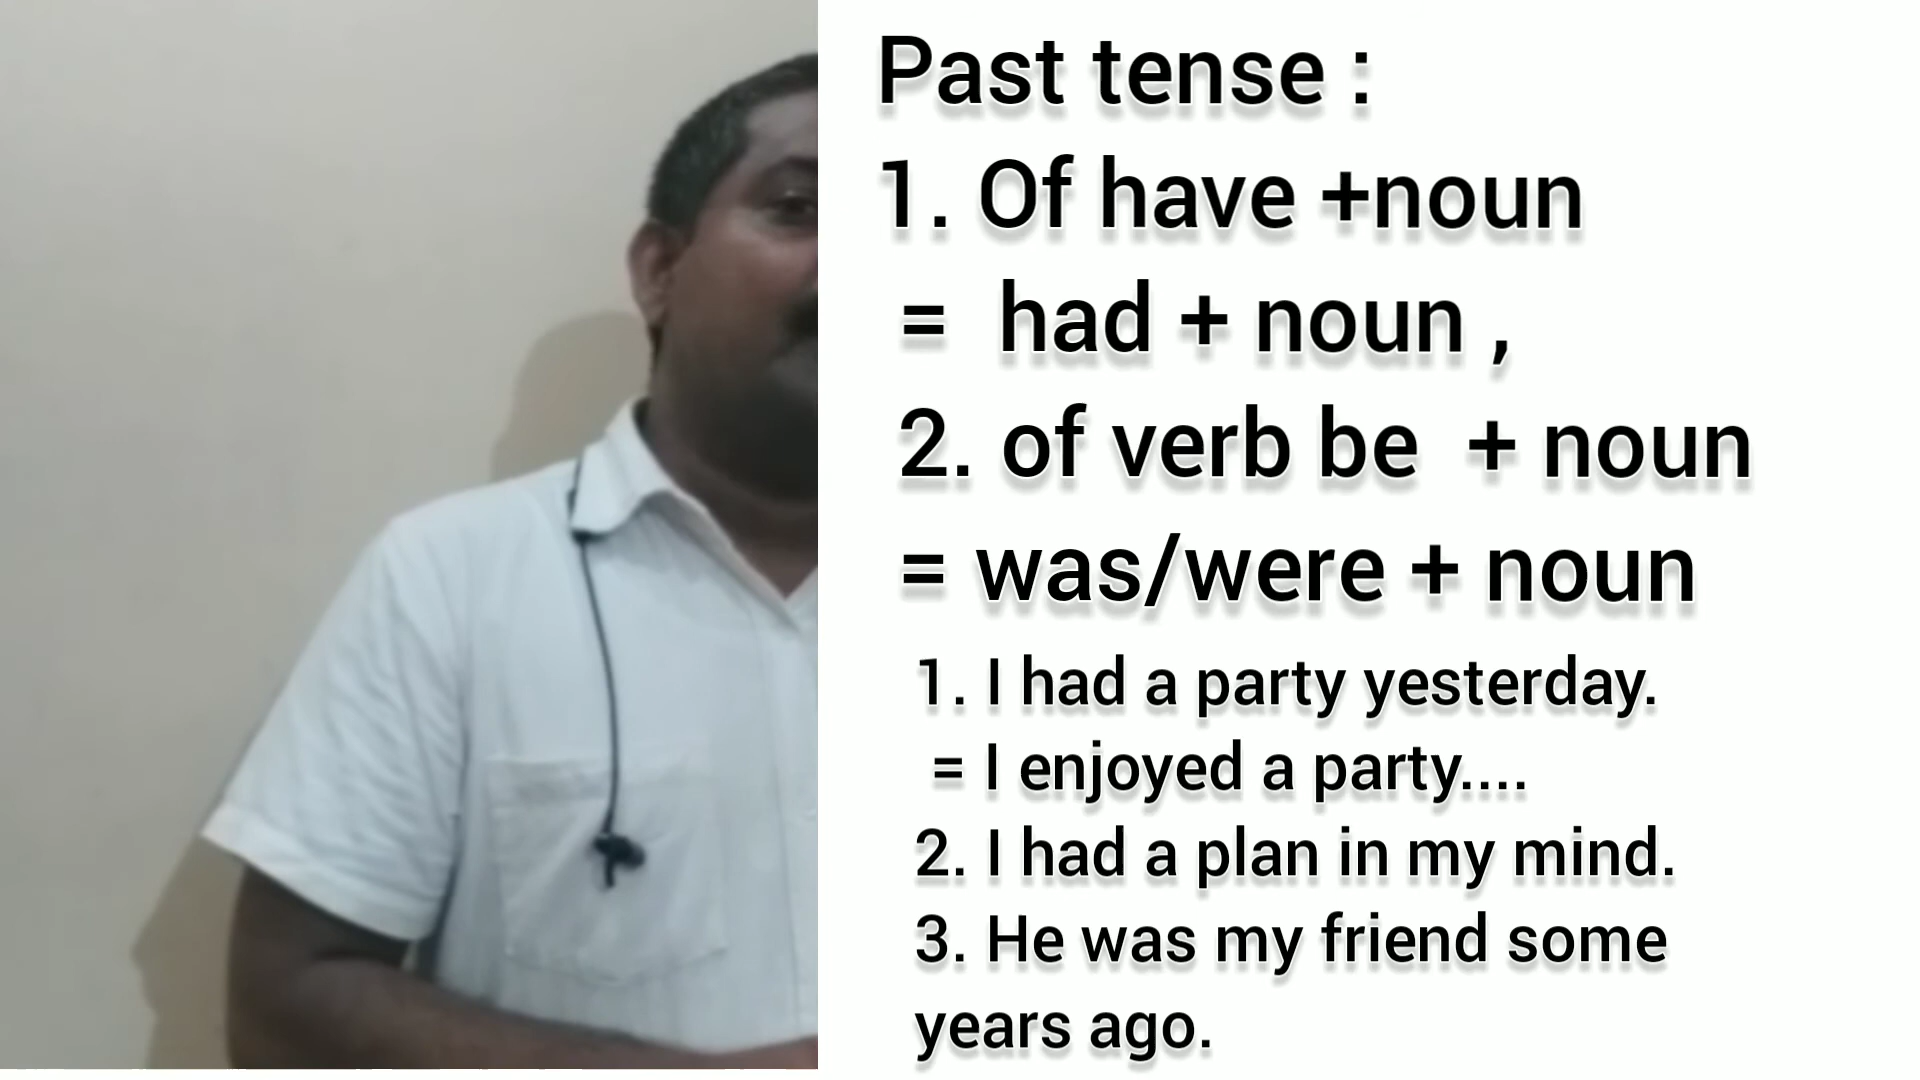 Past tense :
1. Of have +noun
= had + noun ,
2. of verb be + noun
= was/were + noun
1. I had a party yesterday.
= I enjoyed a party....
2. I had a plan in my mind.
3. He was my friend some
years ago.